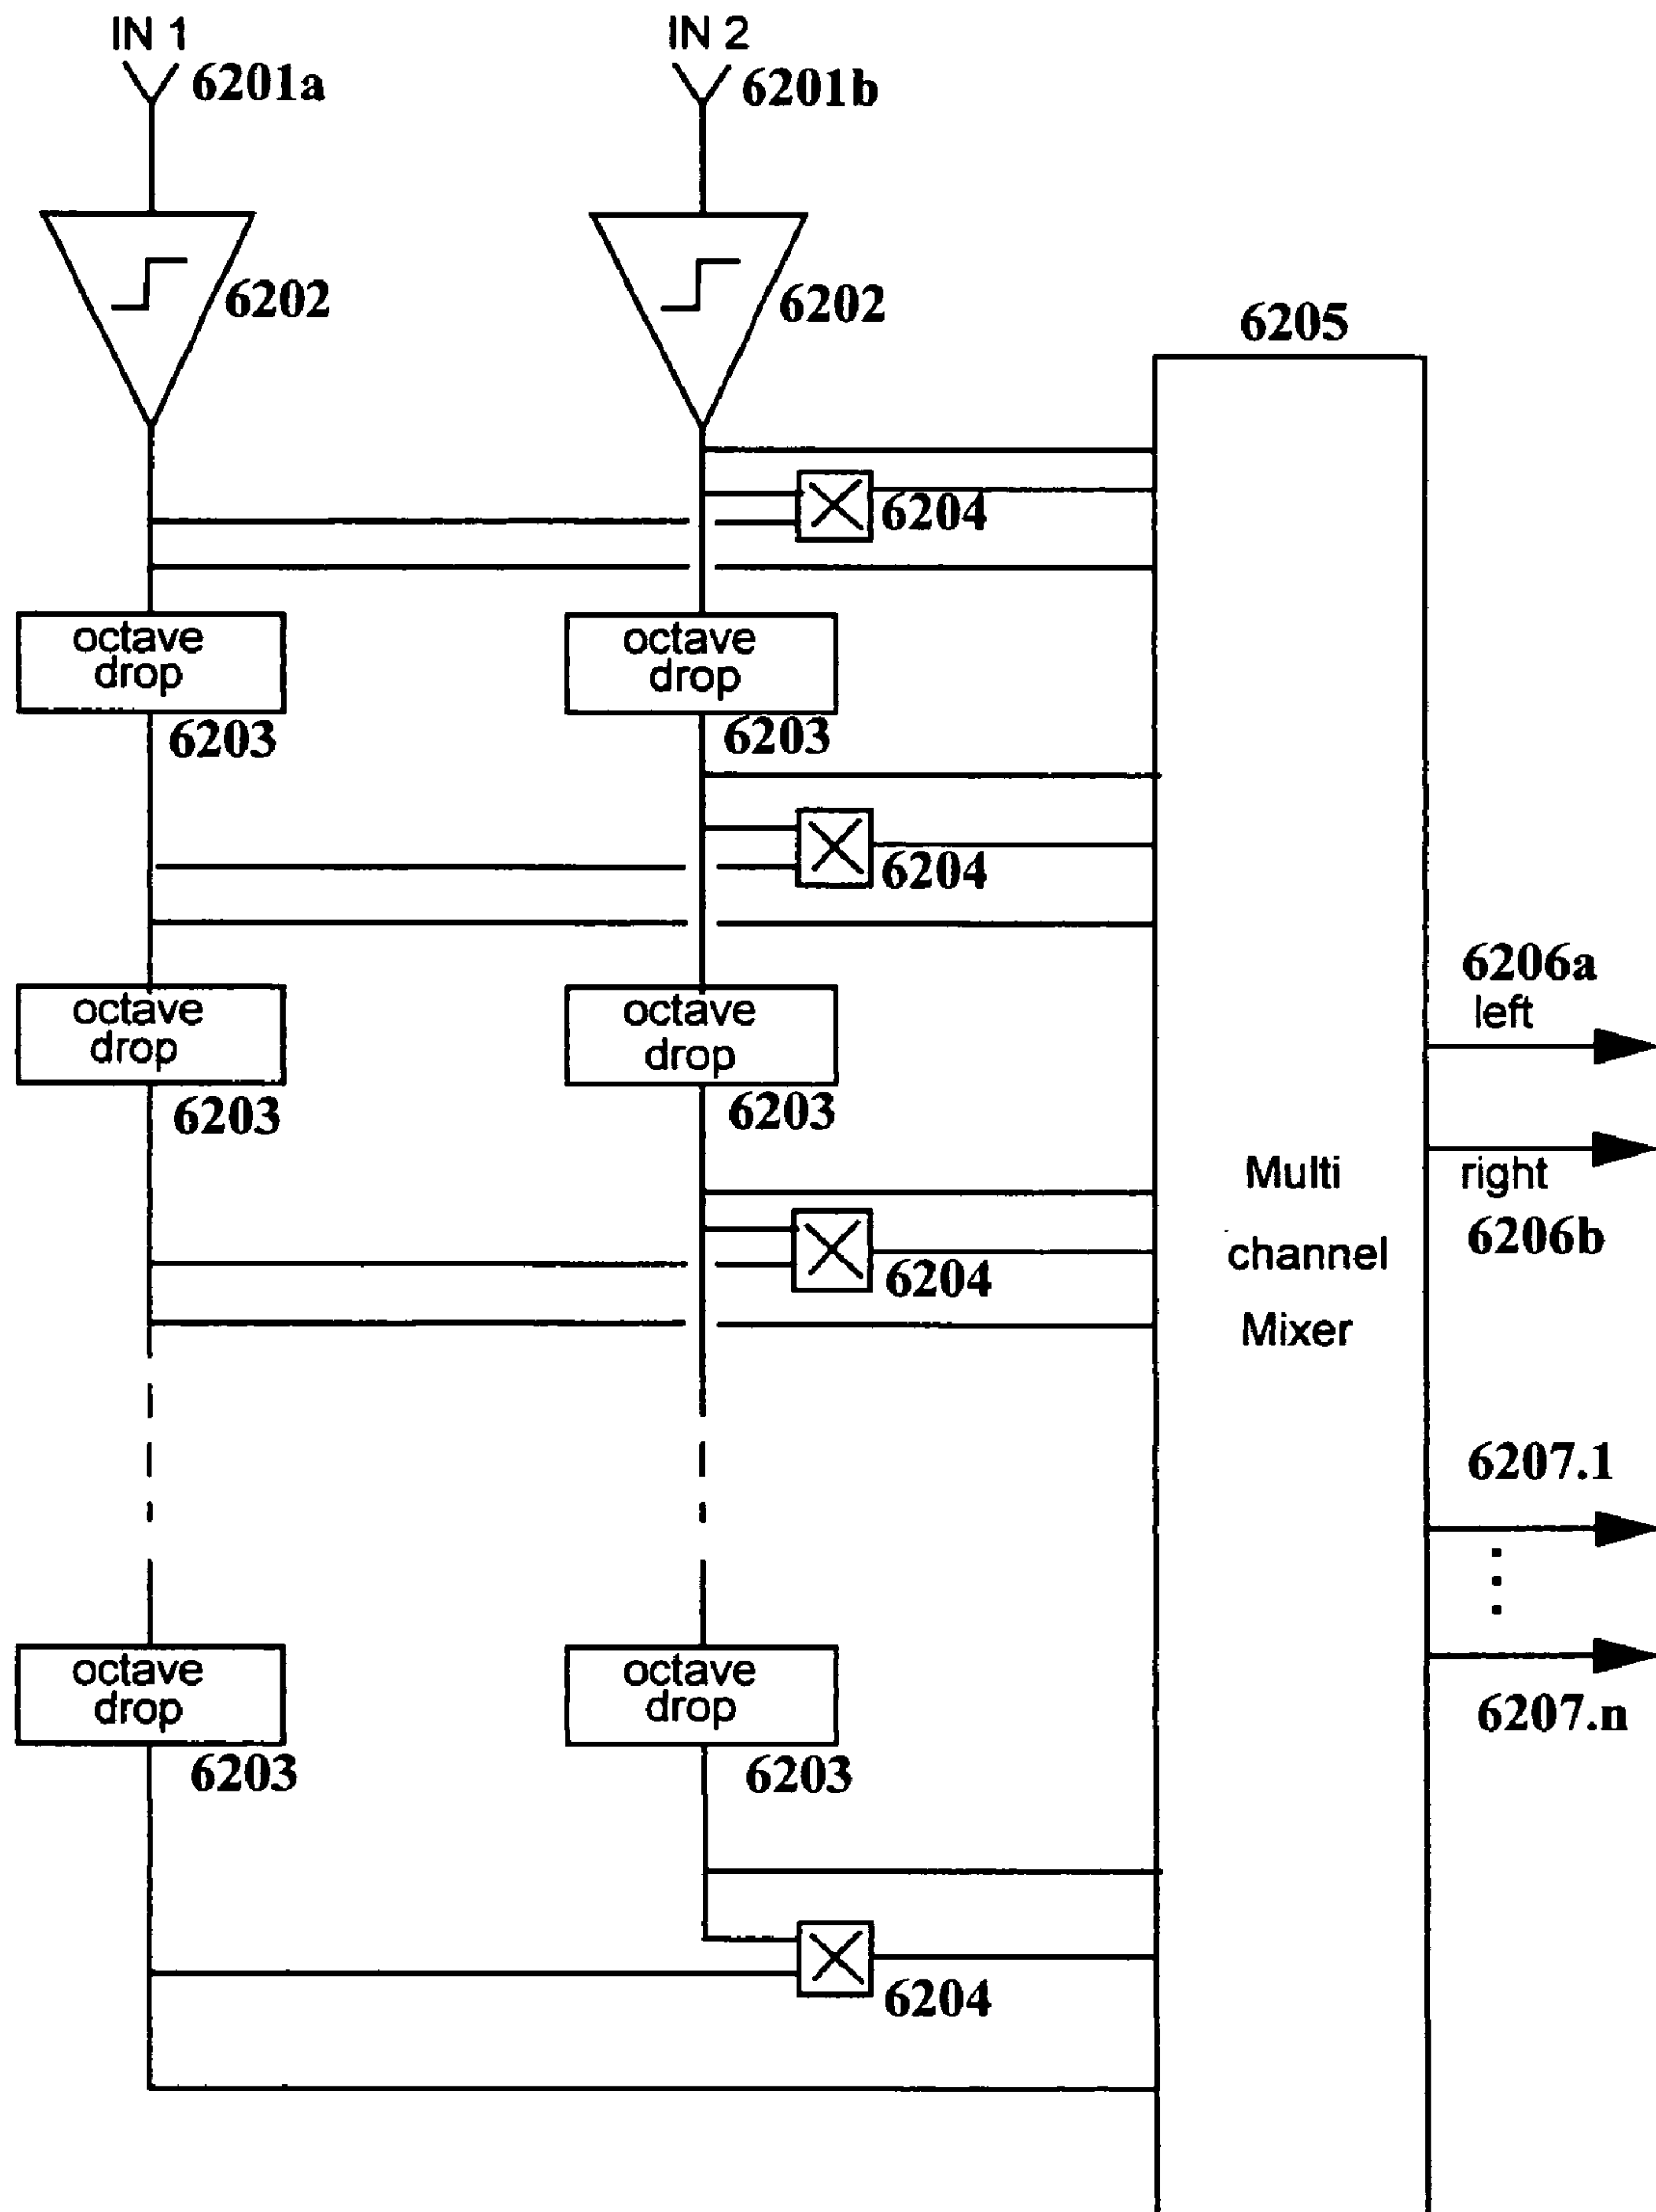 IN 1
6201a
IN 2
6201b
6202
6202
6205
6204
octave
drop
6203
octave
drop
6203
6204
octave
drop
6203
octave
drop
6203
6204
6206a
left
right
6206b
Multi
channel
Mixer
6207.1
6207.n
octave
drop
6203
octave
drop
6203
6204